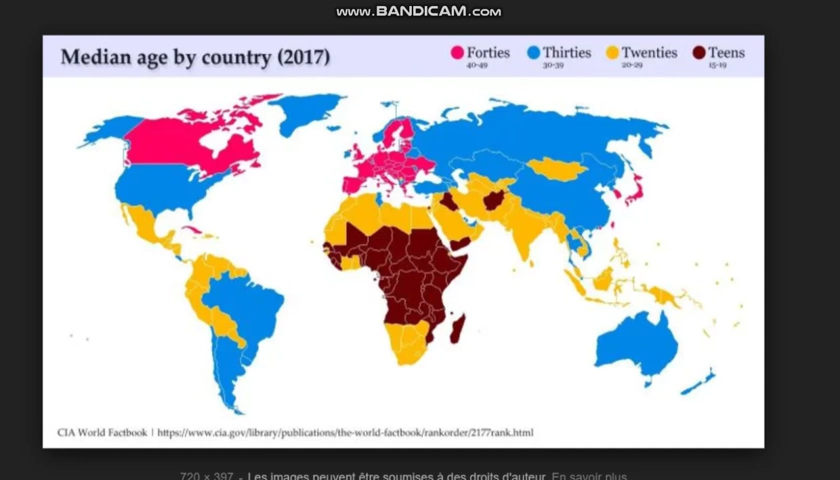 www.BANDICAM.com
Median age by country (2017)
Forties
40-49
Thirties
30-39
Twenties
20-29
Teens
15-19
CIA World Factbook | https://www.cia.gov/library/publications/the-world-factbook/rankorder/2177rank.html
720 × 397 - Les images peuvent être soumises à des droits d'auteur. En savoir plus